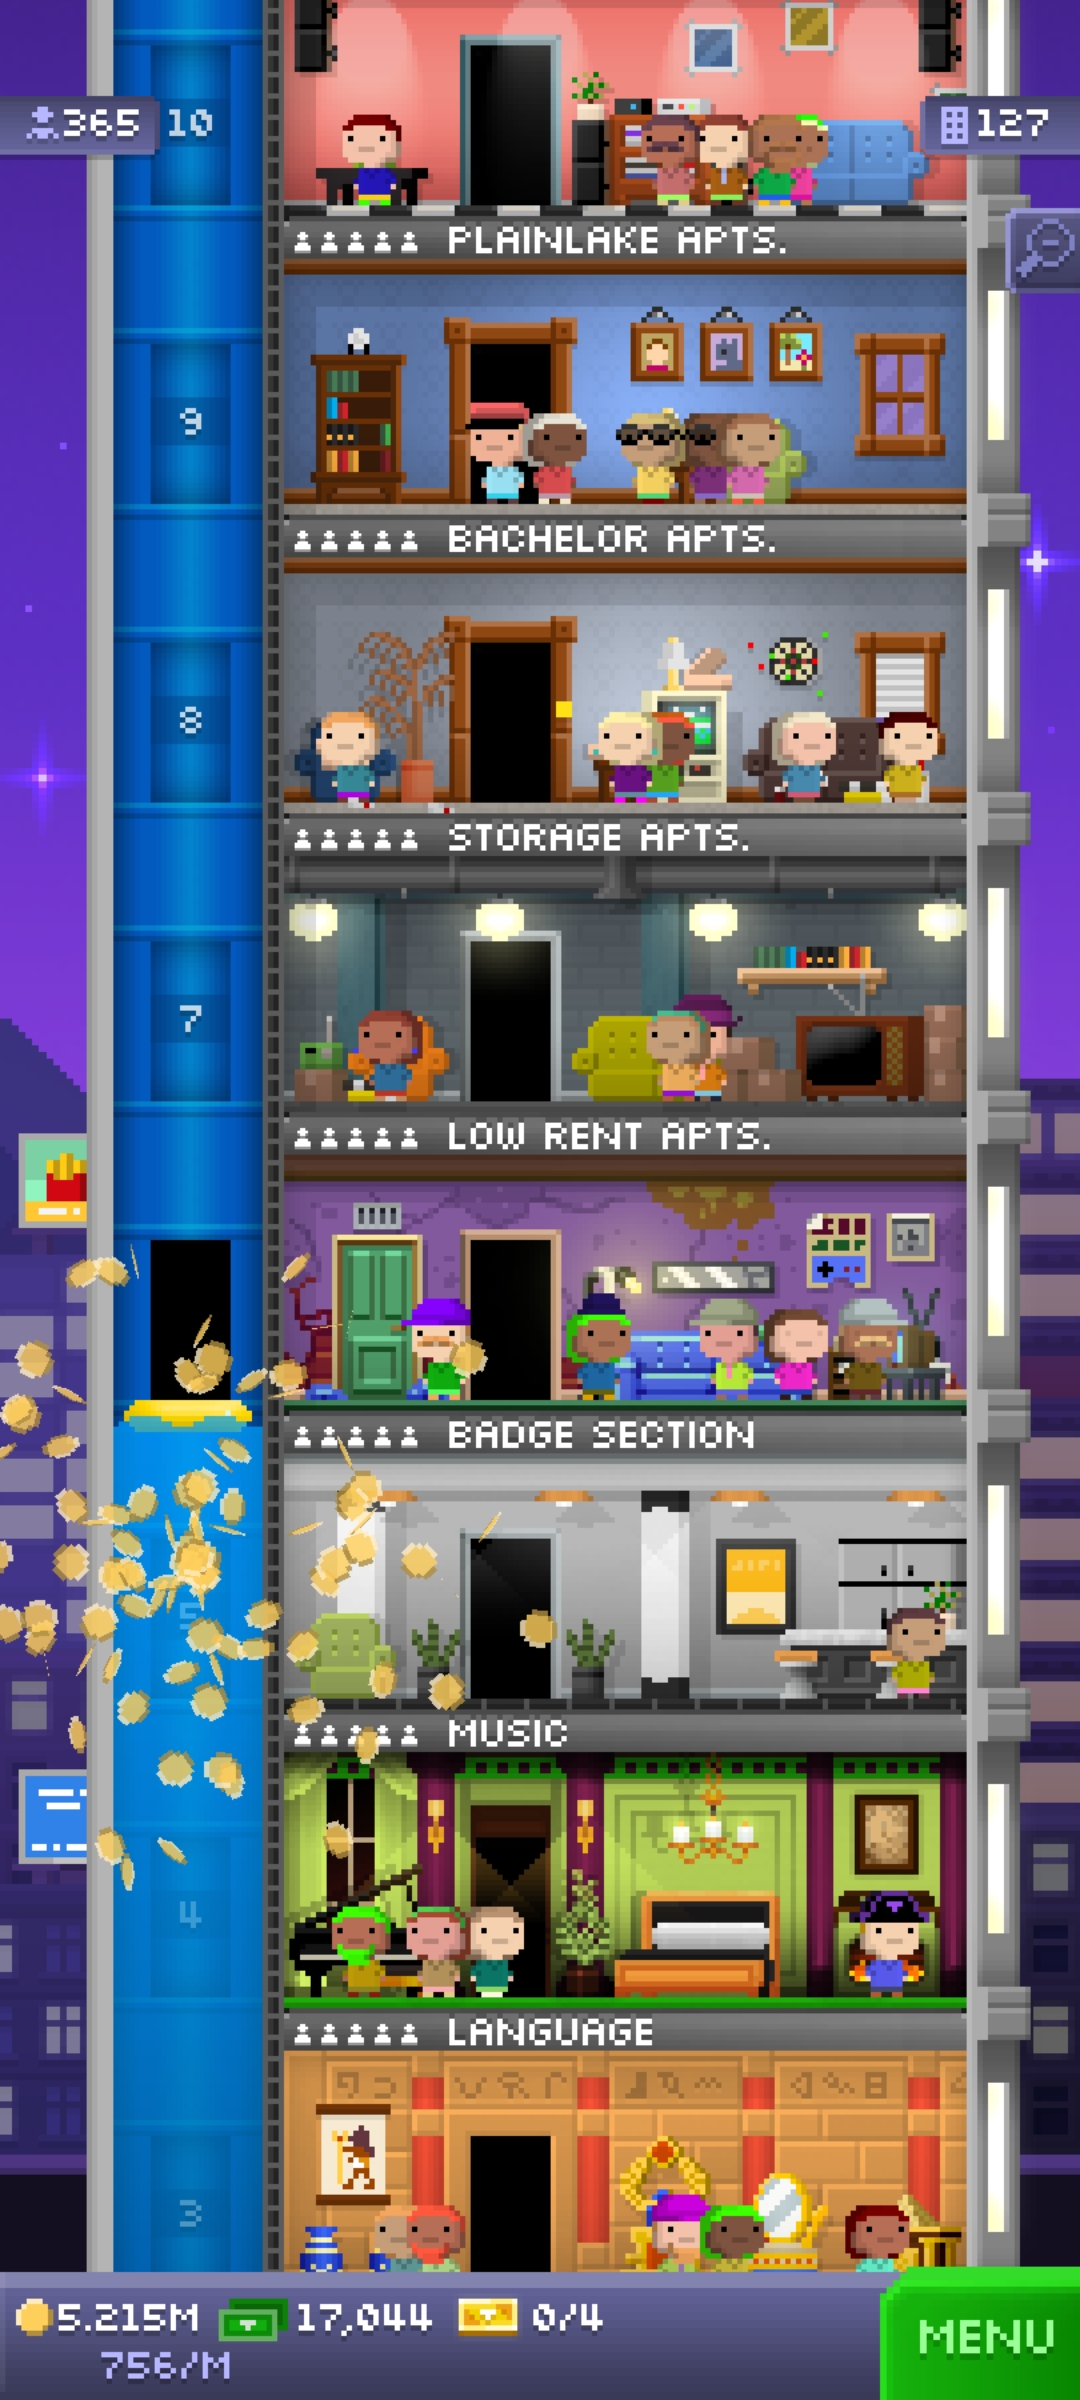 365
10
127
PLAINLAKE APTS.
9
BACHELOR APTS.
8
STORAGE APTS.
7
LOW RENT APTS.
BADGE SECTION
5
MUSIC
4
LANGUAGE
3
5.215M 17,044 0/4
756/M
MENU